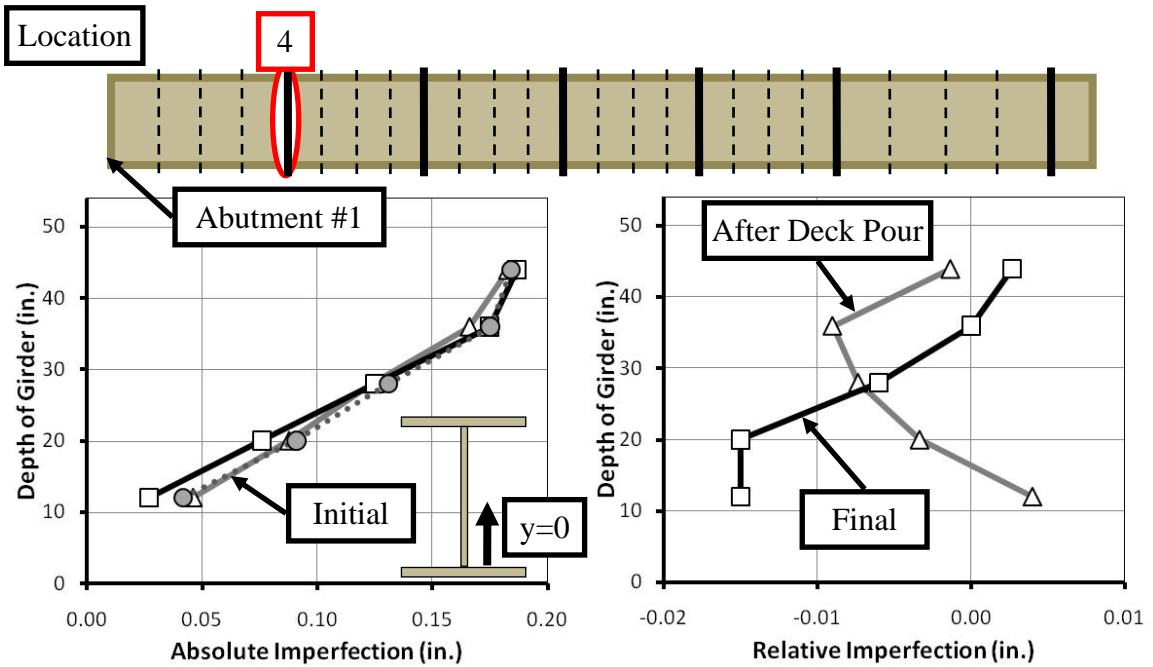 Location
4
Abutment #1
After Deck Pour
Depth of Girder (in.)
50
40
30
20
10
0
Initial
y=0
0.00 0.05 0.10 0.15 0.20
Absolute Imperfection (in.)
Depth of Girder (in.)
50
40
30
20
10
0
Final
-0.02 -0.01 0.00 0.01
Relative Imperfection (in.)